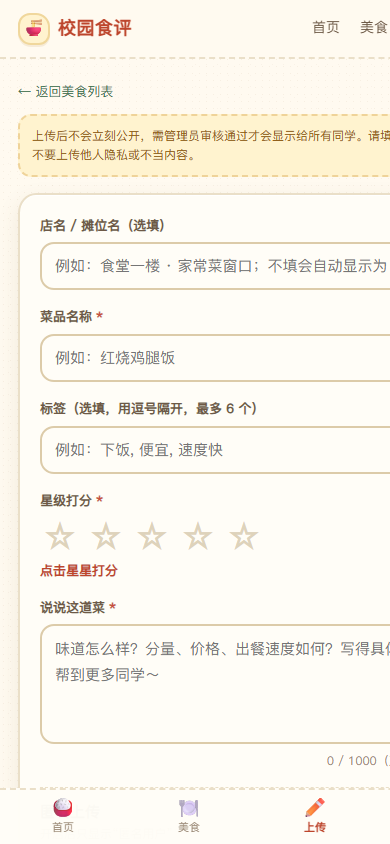 校园食评
首页 美食
← 返回美食列表
上传后不会立刻公开，需管理员审核通过才会显示给所有同学。请填
不要上传他人隐私或不当内容。
店名 / 摊位名（选填）
例如：食堂一楼 · 家常菜窗口；不填会自动显示为
菜品名称 *
例如：红烧鸡腿饭
标签（选填，用逗号隔开，最多 6 个）
例如：下饭, 便宜, 速度快
星级打分 *
点击星星打分
说说这道菜 *
味道怎么样？分量、价格、出餐速度如何？写得具
帮到更多同学～
0 / 1000
首页 美食 上传